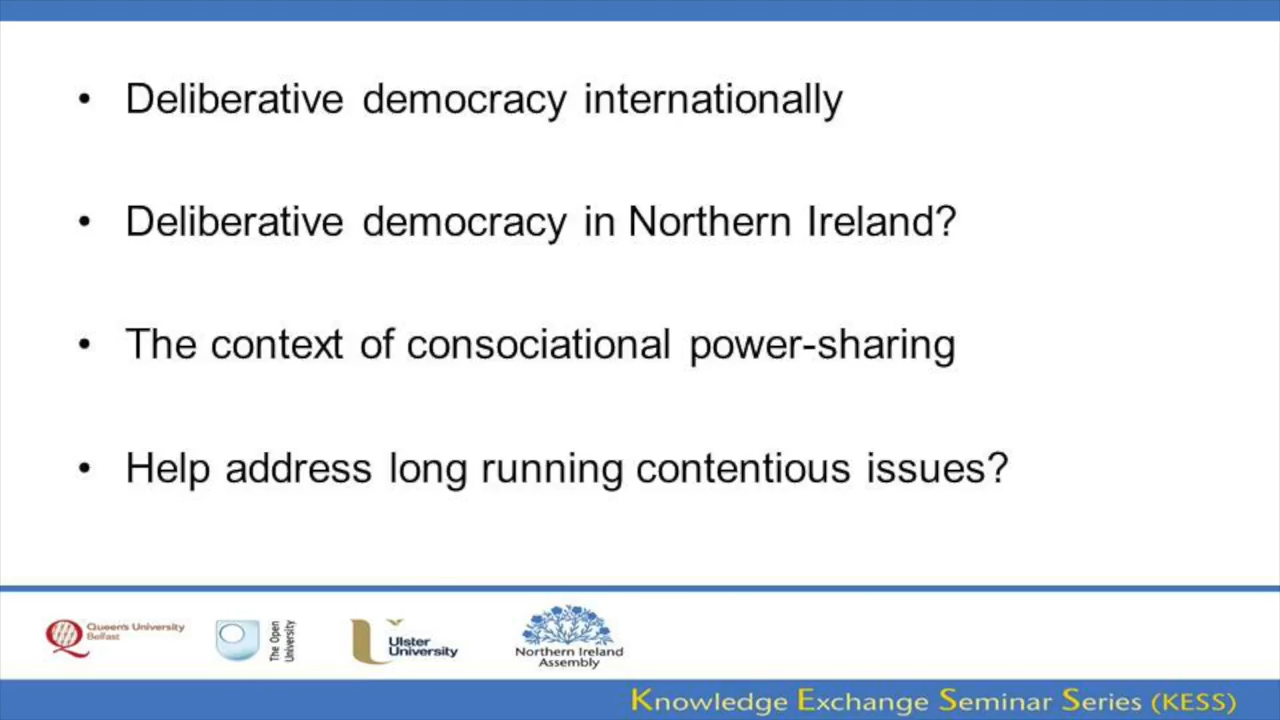 • Deliberative democracy internationally
• Deliberative democracy in Northern Ireland?
• The context of consociational power-sharing
• Help address long running contentious issues?
Queen's University
Belfast
The Open
University
Ulster
University
Northern Ireland
Assembly
Knowledge Exchange Seminar Series (KESS)